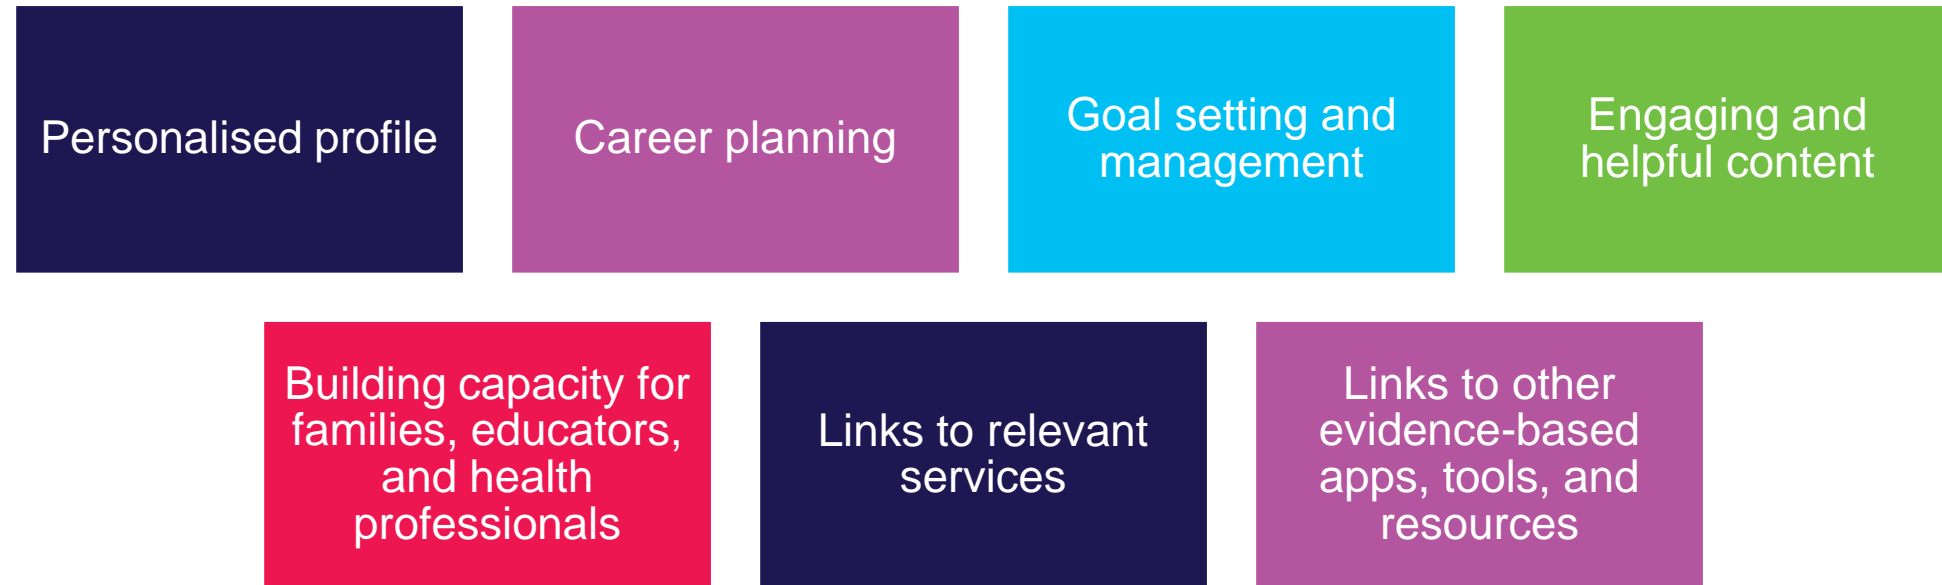 Personalised profile
Career planning
Goal setting and
management
Engaging and
helpful content
Building capacity for
families, educators,
and health
professionals
Links to relevant
services
Links to other
evidence-based
apps, tools, and
resources